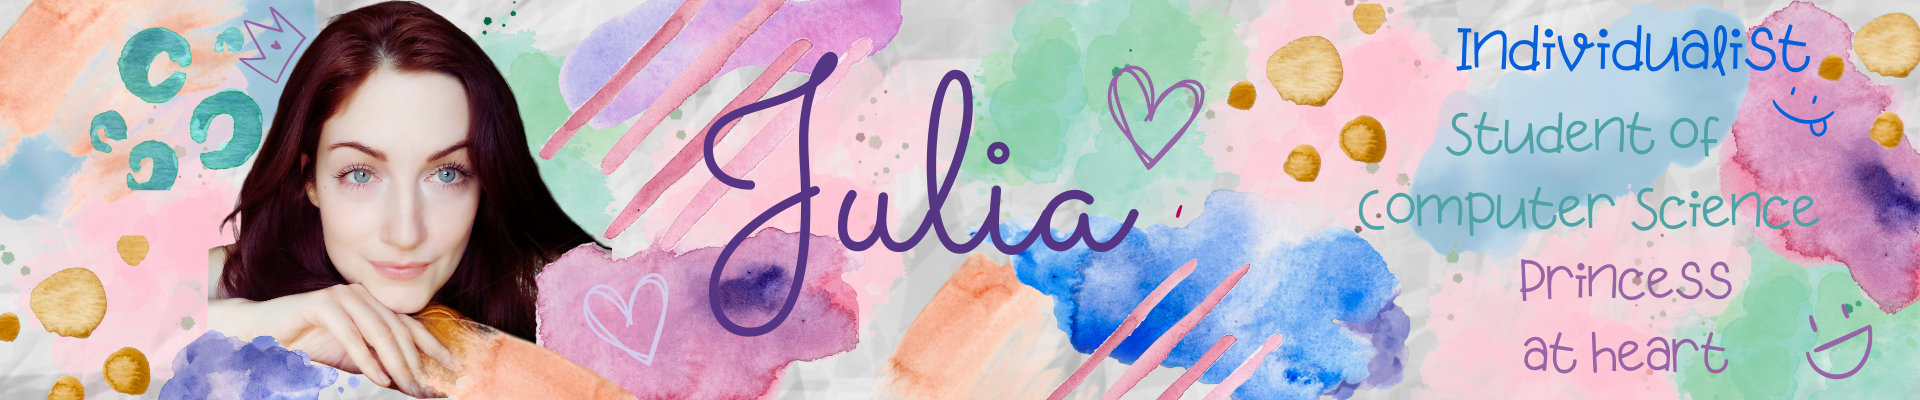 Julia
Individualist
Student of
Computer Science
Princess
at heart